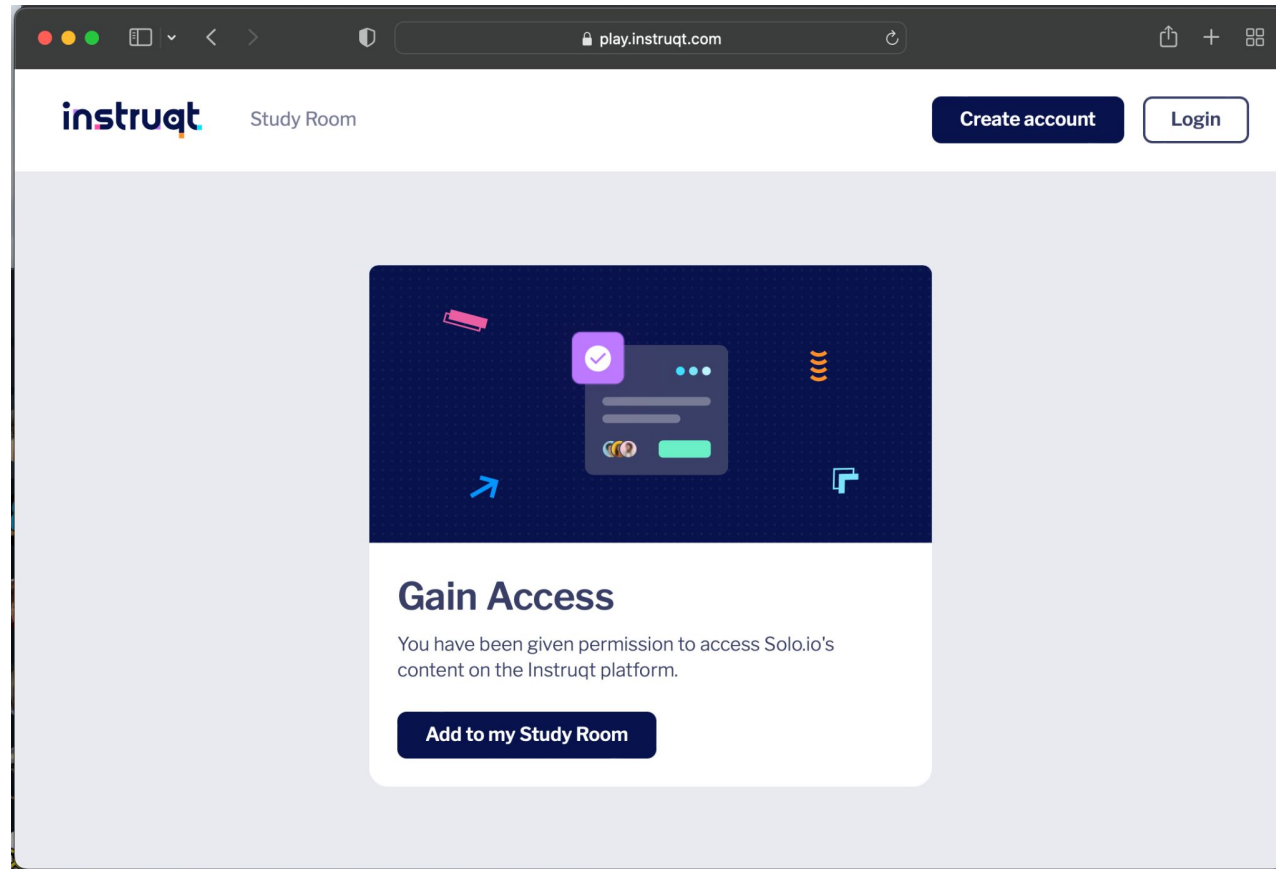 play.instruqt.com
instruqt
Study Room
Create account
Login
Gain Access
You have been given permission to access Solo.io's
content on the Instruqt platform.
Add to my Study Room